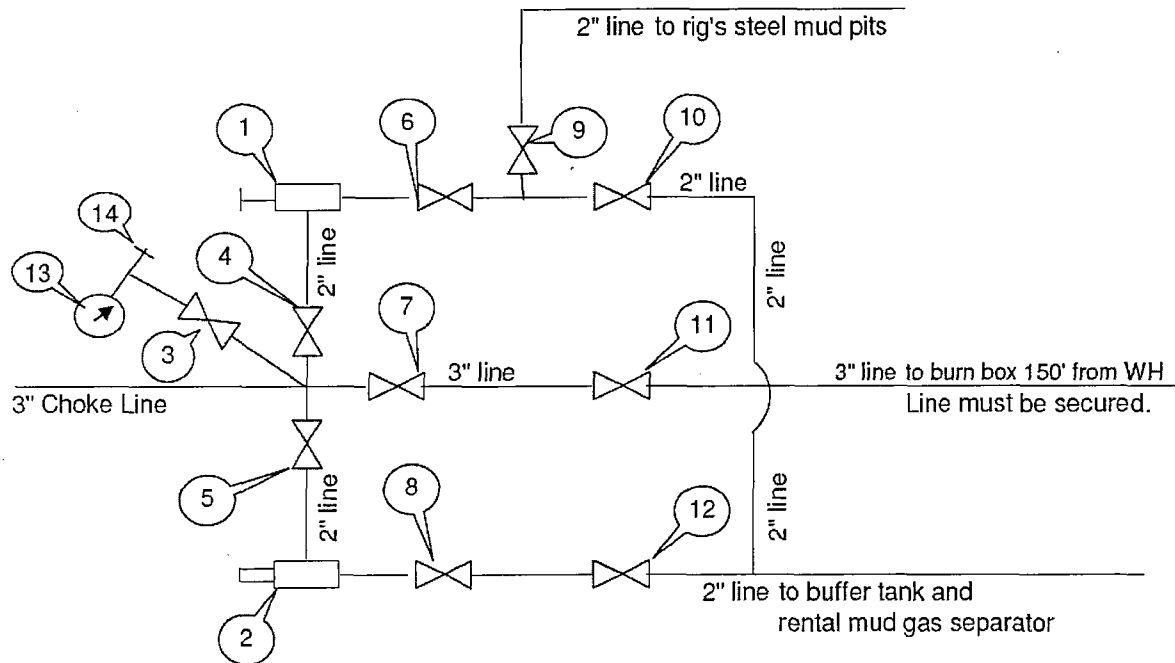 2" line to rig's steel mud pits
1
6
9
10
2" line
14
13
4
2" line
2" line
7
11
3
3" line
3" line to burn box 150' from WH
3" Choke Line
Line must be secured.
5
2" line
8
12
2" line
2
2" line to buffer tank and
rental mud gas separator